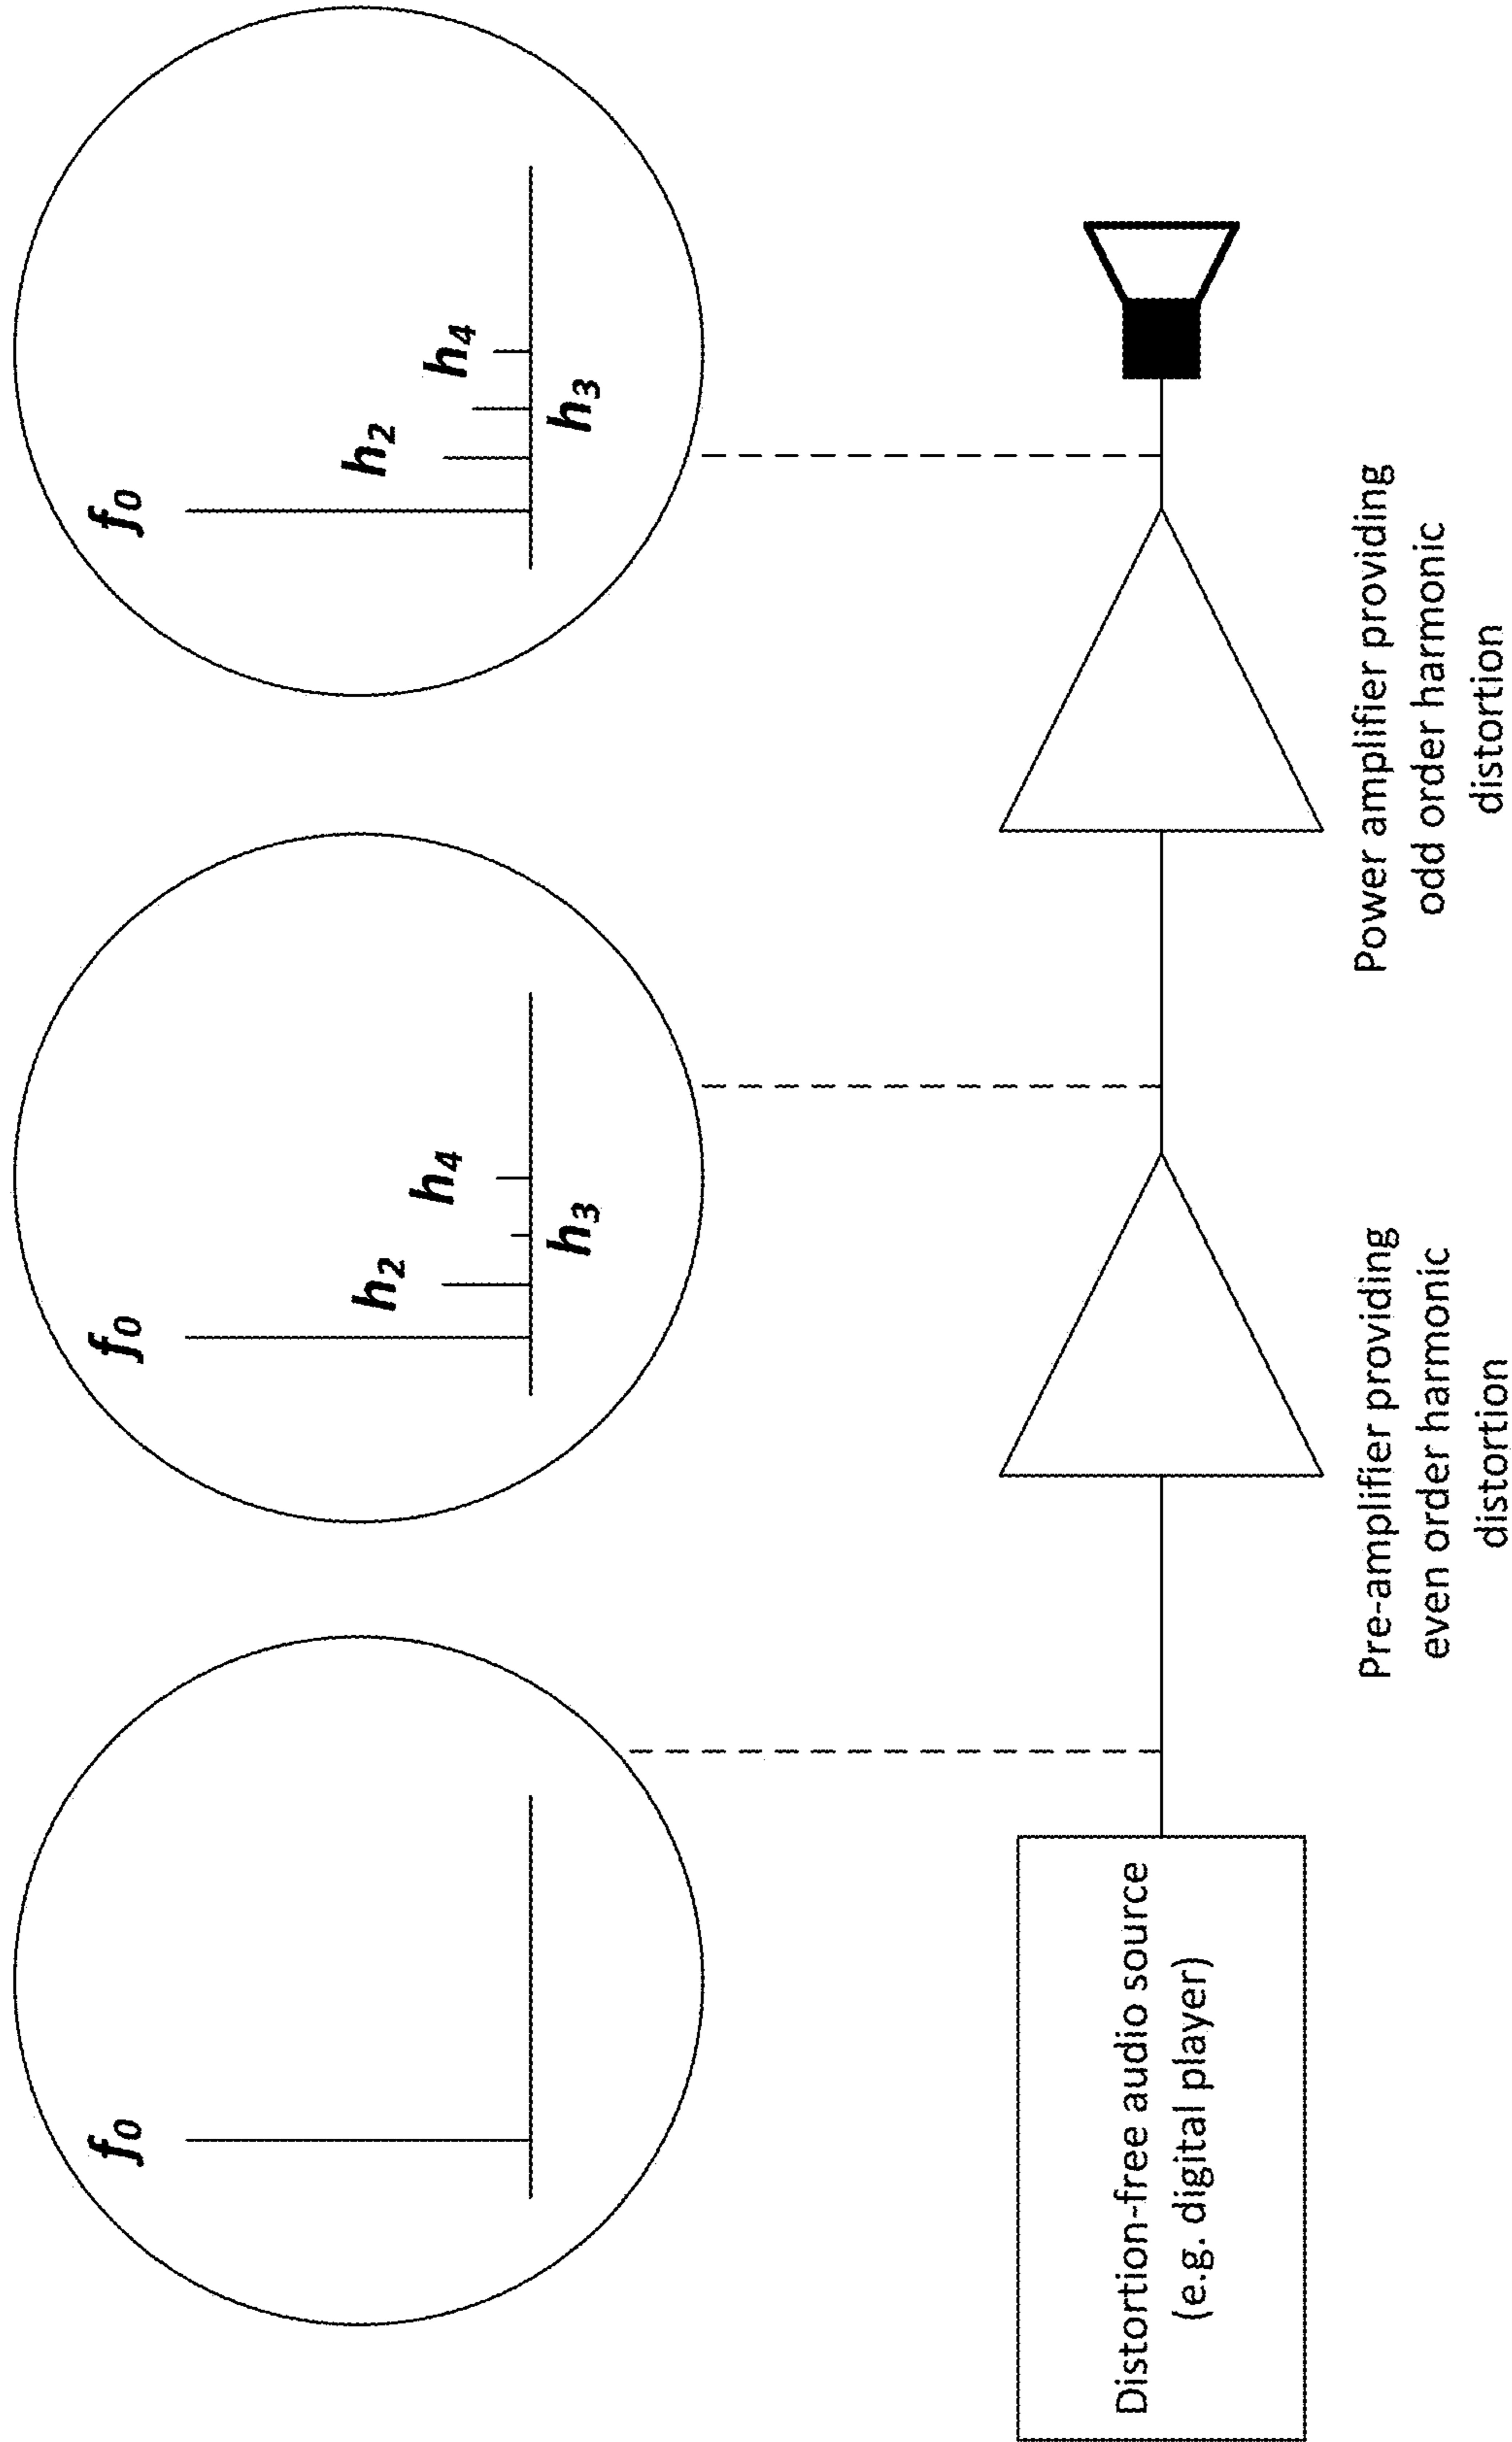 f0
f0
h2
h4
h3
f0
h2
h4
h3
Distortion-free audio source
(e.g. digital player)
Pre-amplifier providing
even order harmonic
distortion
Power amplifier providing
odd order harmonic
distortion